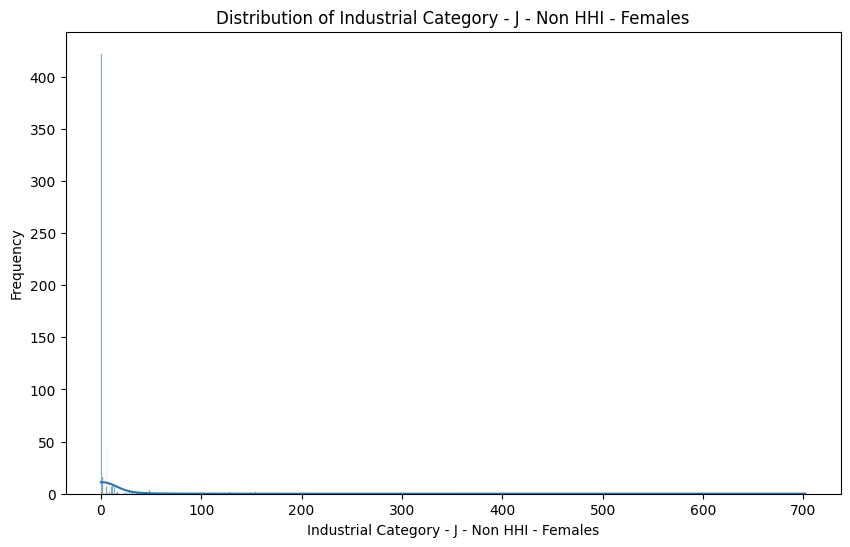 Distribution of Industrial Category - J - Non HHI - Females
Frequency
400
350
300
250
200
150
100
50
0
0 100 200 300 400 500 600 700
Industrial Category - J - Non HHI - Females